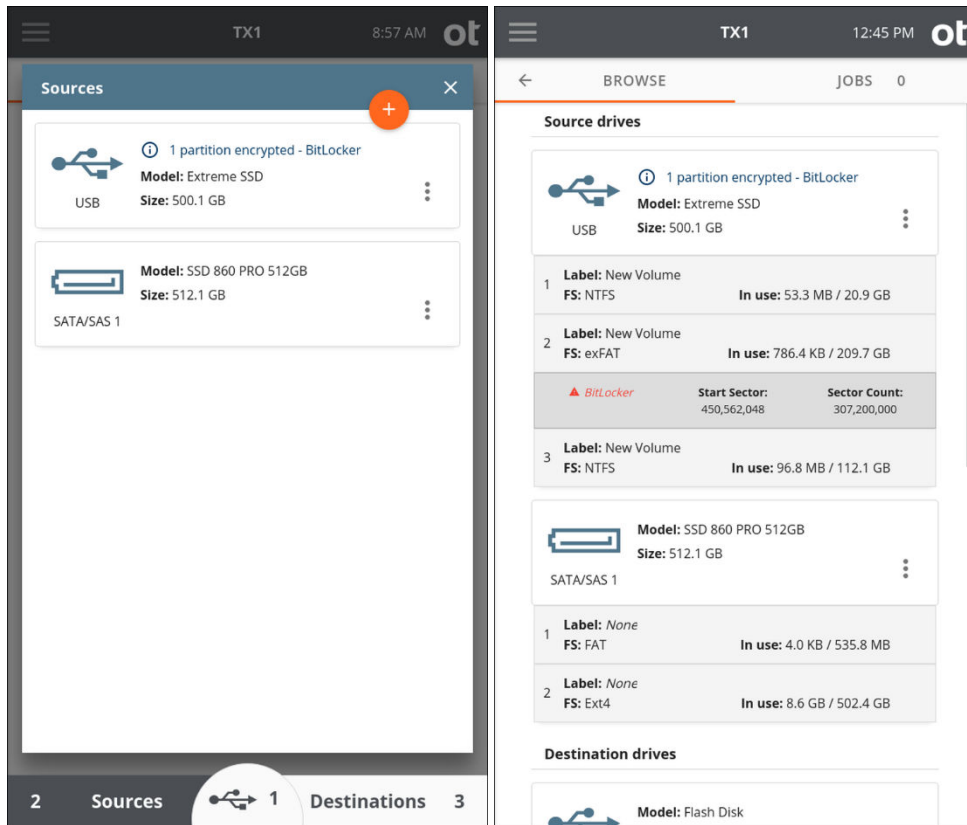 TX1
8:57 AM
ot
Sources
+
1 partition encrypted - BitLocker
Model: Extreme SSD
Size: 500.1 GB
USB
Model: SSD 860 PRO 512GB
Size: 512.1 GB
SATA/SAS 1
2 Sources
1
Destinations 3
TX1
12:45 PM
ot
BROWSE
JOBS 0
Source drives
1 partition encrypted - BitLocker
Model: Extreme SSD
Size: 500.1 GB
USB
1
Label: New Volume
FS: NTFS
In use: 53.3 MB / 20.9 GB
2
Label: New Volume
FS: exFAT
In use: 786.4 KB / 209.7 GB
BitLocker
Start Sector:
450,562,048
Sector Count:
307,200,000
3
Label: New Volume
FS: NTFS
In use: 96.8 MB / 112.1 GB
Model: SSD 860 PRO 512GB
Size: 512.1 GB
SATA/SAS 1
1
Label: None
FS: FAT
In use: 4.0 KB / 535.8 MB
2
Label: None
FS: Ext4
In use: 8.6 GB / 502.4 GB
Destination drives
Model: Flash Disk